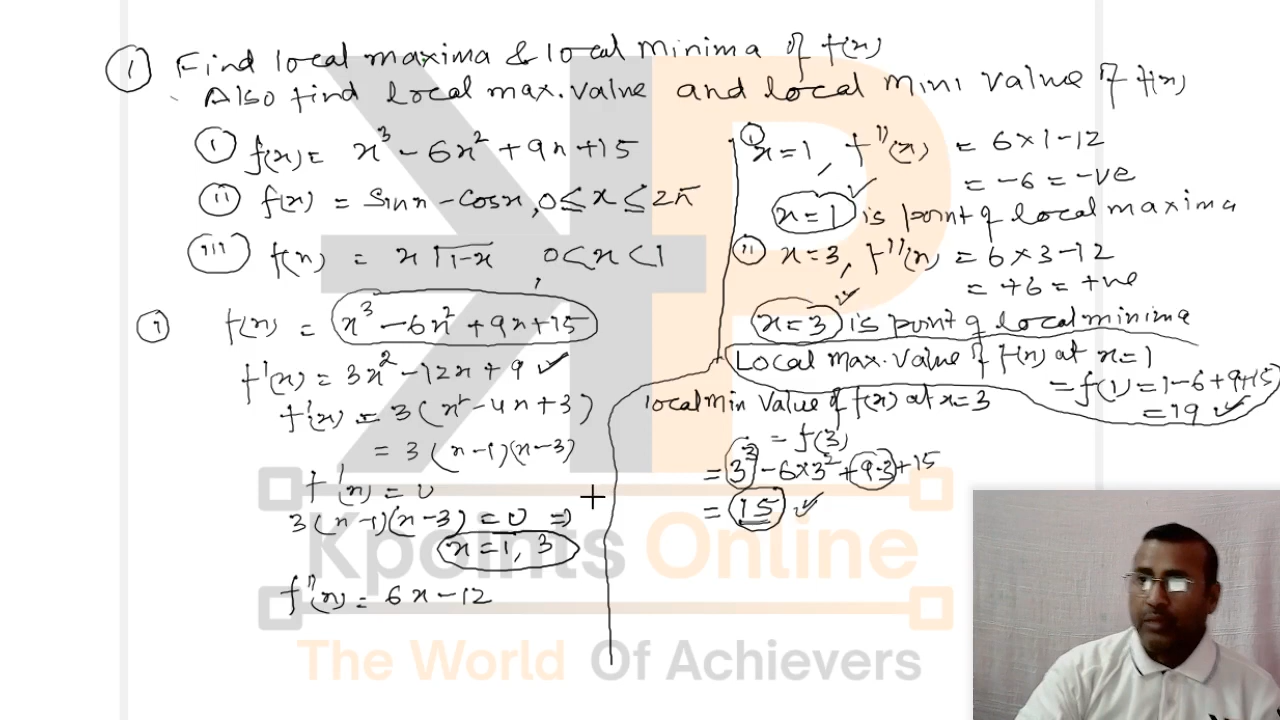 ① Find local maxima & local minima of f(x)
Also find local max. value and local mini value of f(x)
(i) f(x) = x³ - 6x² + 9x + 15
(ii) f(x) = sinx - cosx, 0 ≤ x ≤ 2π
(iii) f(x) = x √1-x , 0 < x < 1
(i) f(x) = x³ - 6x² + 9x + 15
f'(x) = 3x² - 12x + 9 ✓
f'(x) = 3(x² - 4x + 3)
= 3(x-1)(x-3)
f'(x) = 0
3(x-1)(x-3) = 0 ⇒
x = 1, 3
f''(x) = 6x - 12
(i) x = 1, f''(x) = 6×1-12
= -6 = -ve
x = 1 ✓ is point of local maxima
(ii) x = 3, f''(x) = 6×3-12
= +6 = +ve
x = 3 ✓ is point of local minima
Local max. value of f(x) at x = 1
= f(1) = 1-6+9+15
= 19 ✓
local min value of f(x) at x = 3
= f(3)
= 3³ - 6×3² + 9·3 + 15
= 15 ✓
Kpoints Online
The World Of Achievers